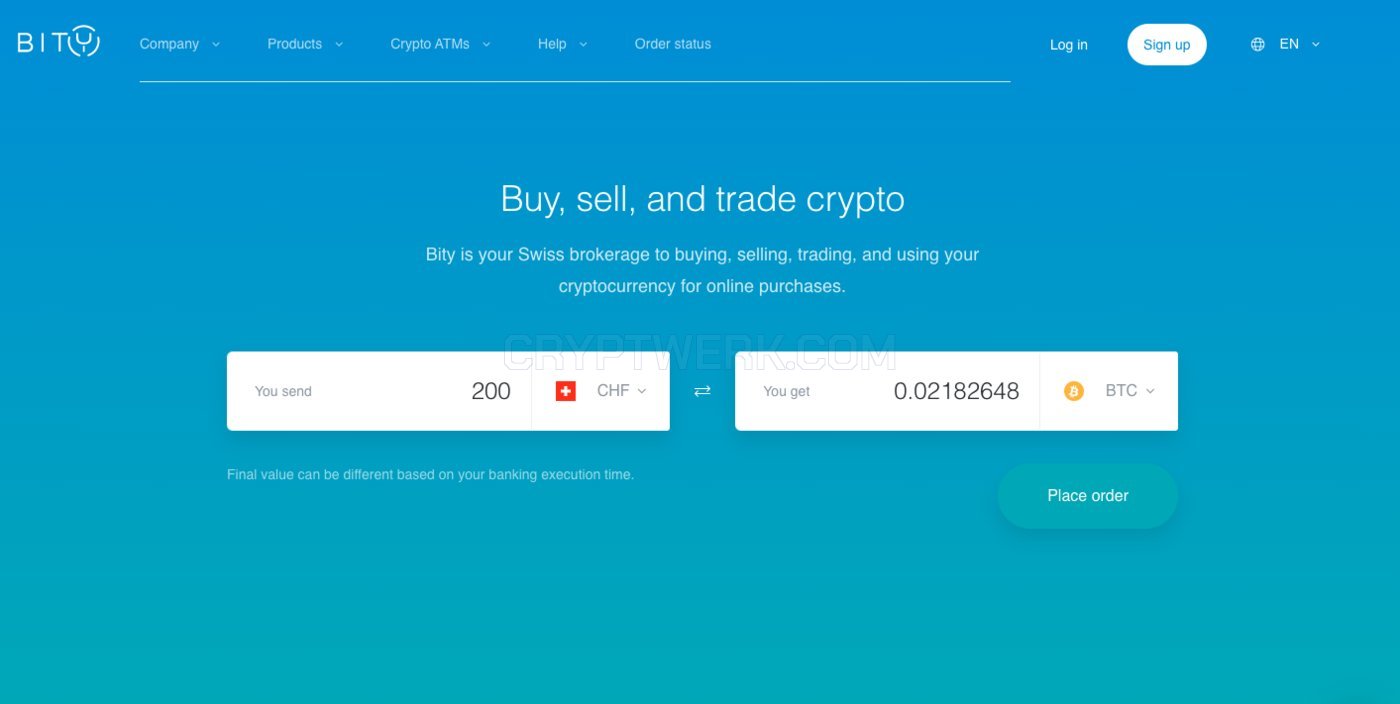 BITY
Company
Products
Crypto ATMs
Help
Order status
Log in
Sign up
EN
Buy, sell, and trade crypto
Bity is your Swiss brokerage to buying, selling, trading, and using your
cryptocurrency for online purchases.
CRYPTWERK.COM
You send 200 CHF
You get 0.02182648 BTC
Final value can be different based on your banking execution time.
Place order